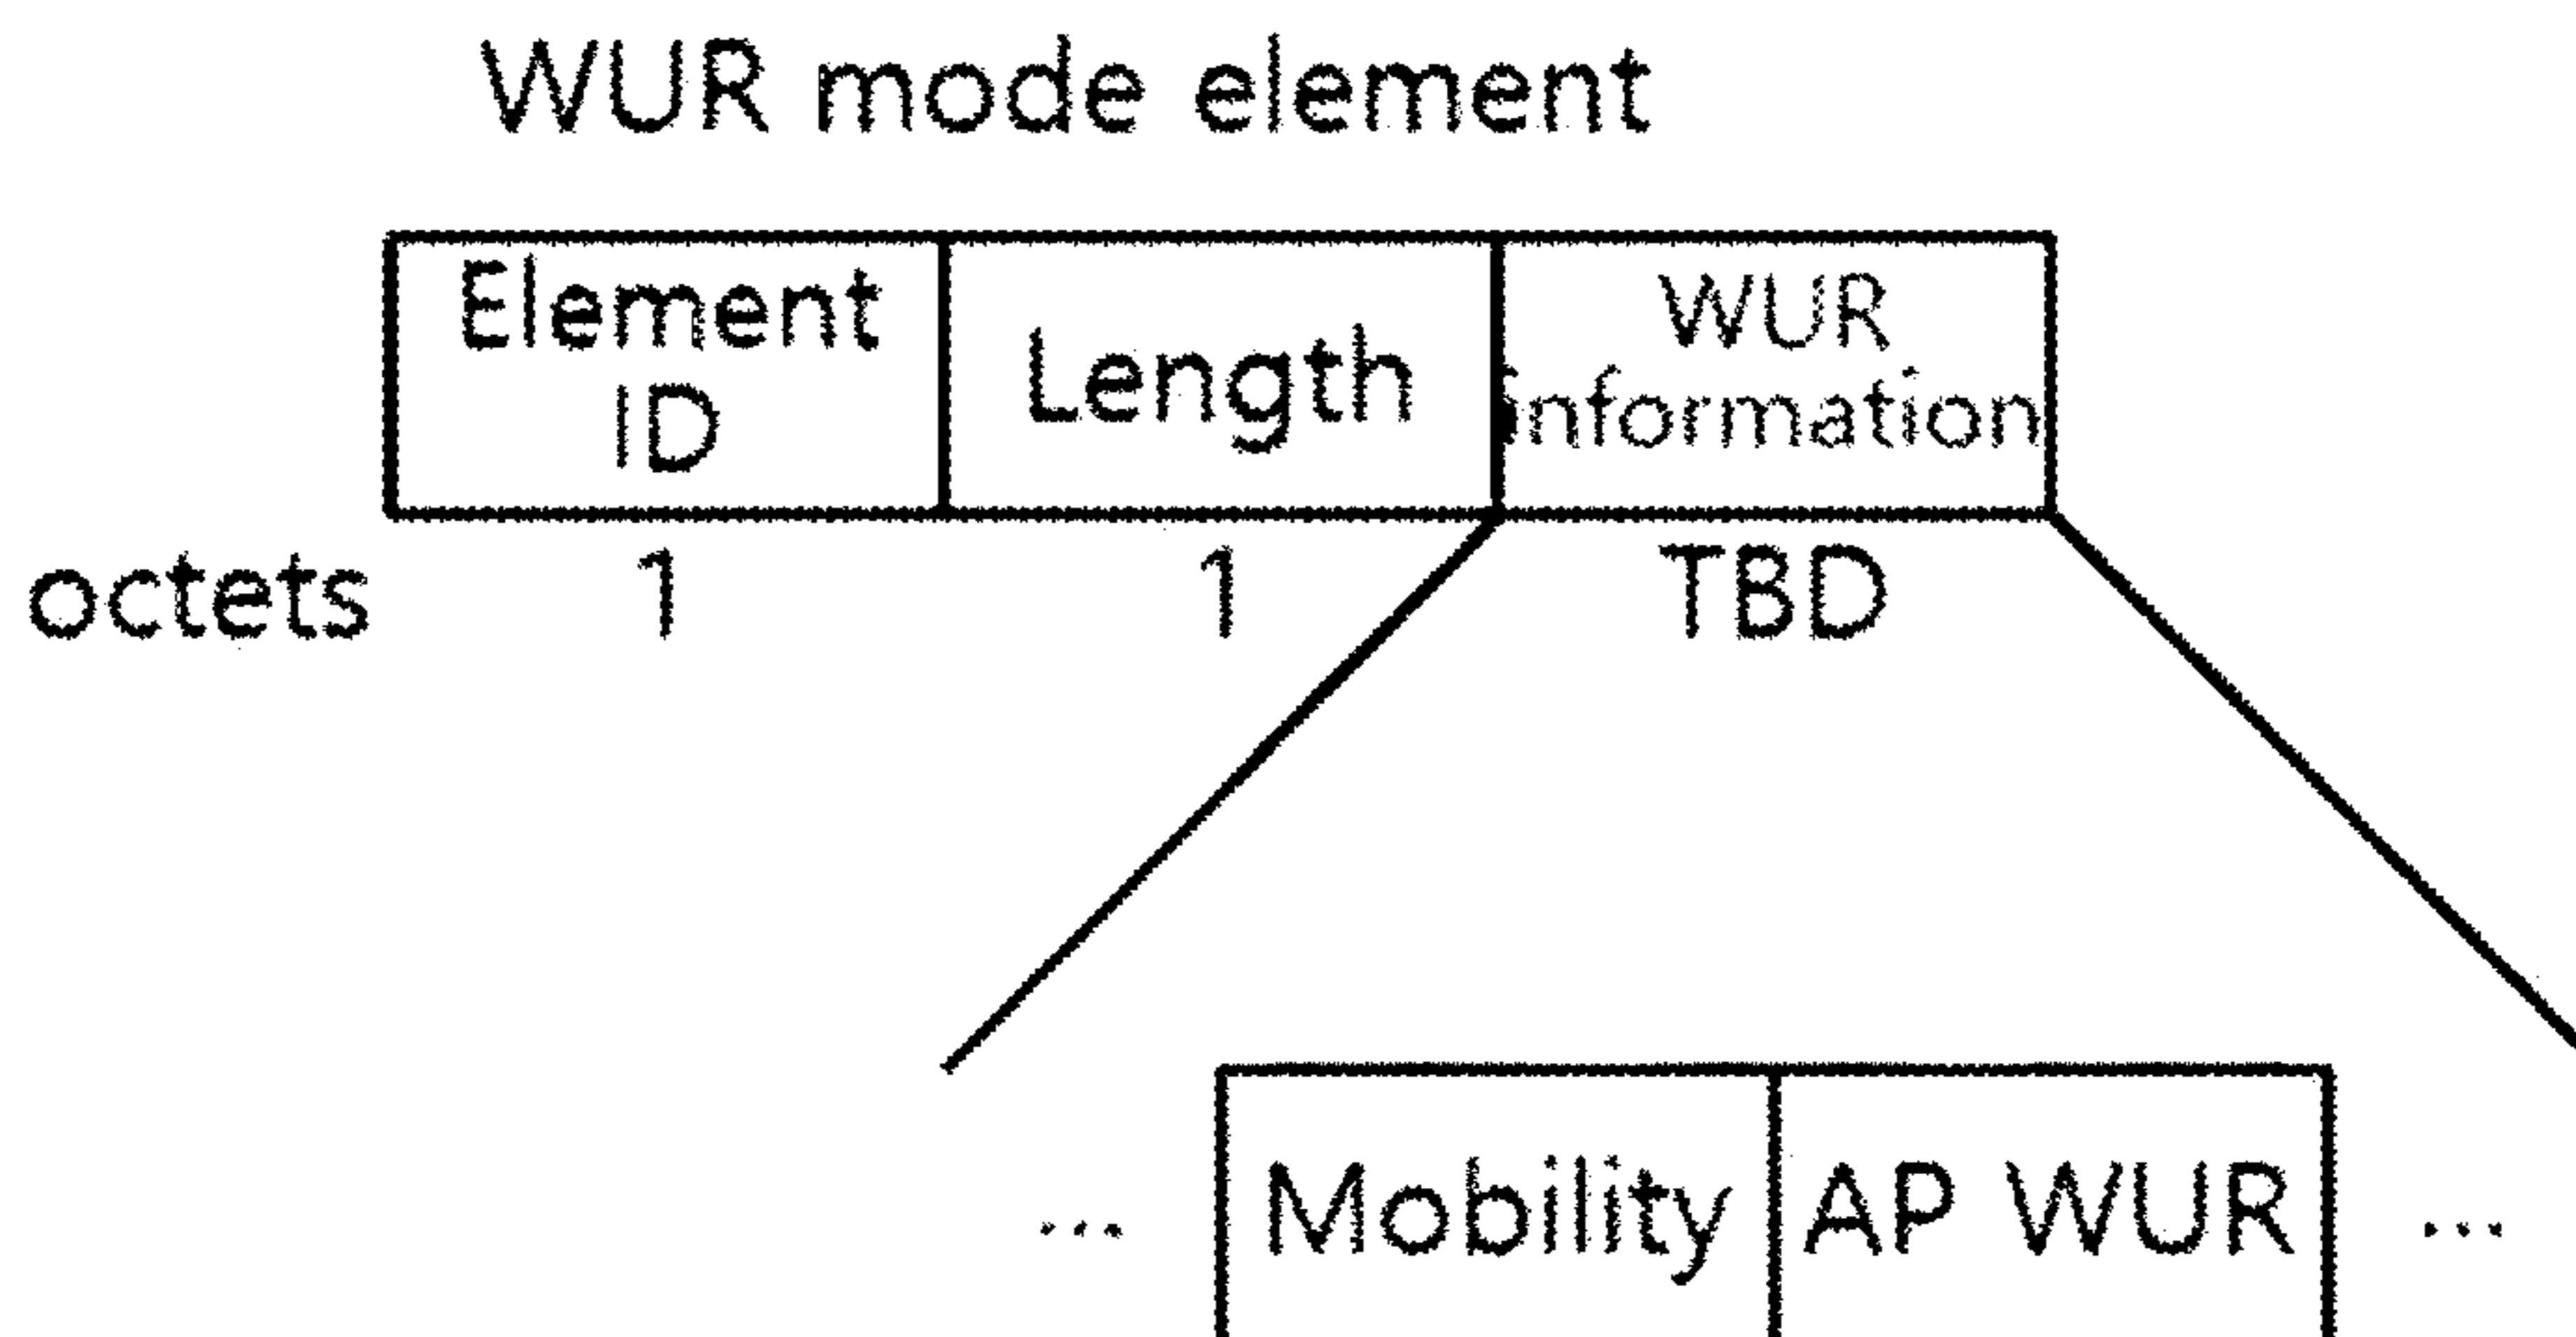 WUR mode element
Element
ID
Length
WUR
information
octets 1 1 TBD
... Mobility AP WUR ...